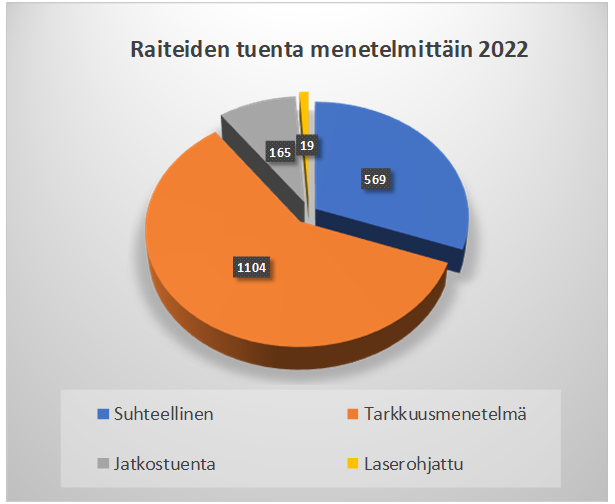 Raiteiden tuenta menetelmittäin 2022
19
165
569
1104
Suhteellinen Tarkkuusmenetelmä
Jatkostuenta Laserohjattu